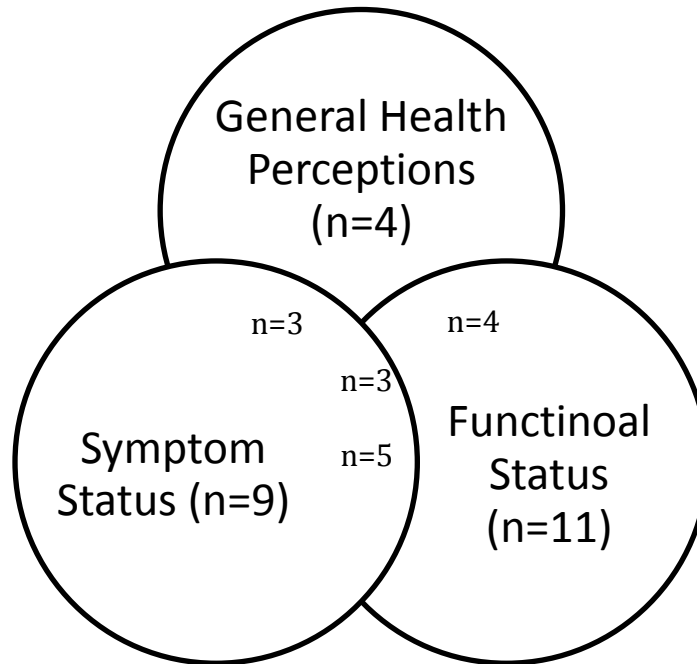 General Health
Perceptions
(n=4)
n=3
n=4
n=3
n=5
Symptom
Status (n=9)
Functinoal
Status
(n=11)